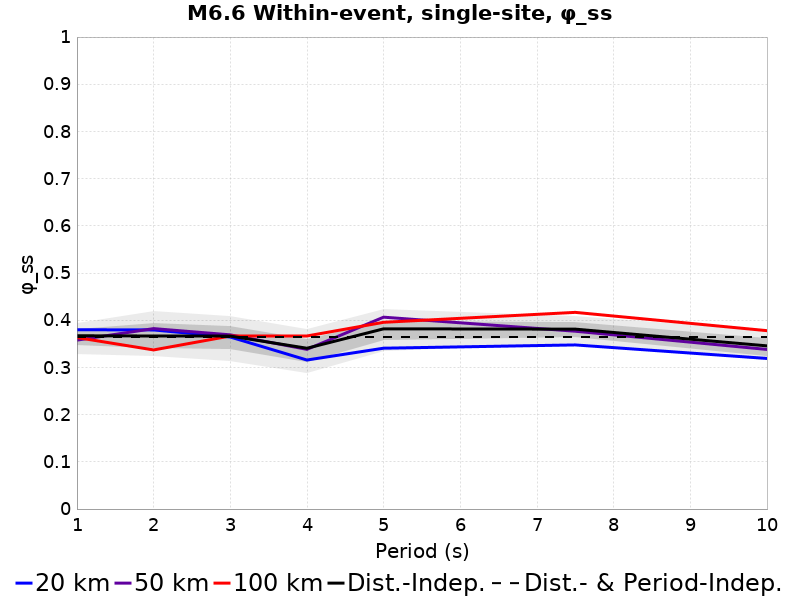 M6.6 Within-event, single-site, φ_ss
1
0.9
0.8
0.7
0.6
0.5
0.4
0.3
0.2
0.1
0
φ_ss
1 2 3 4 5 6 7 8 9 10
Period (s)
20 km 50 km 100 km Dist.-Indep. Dist.- & Period-Indep.